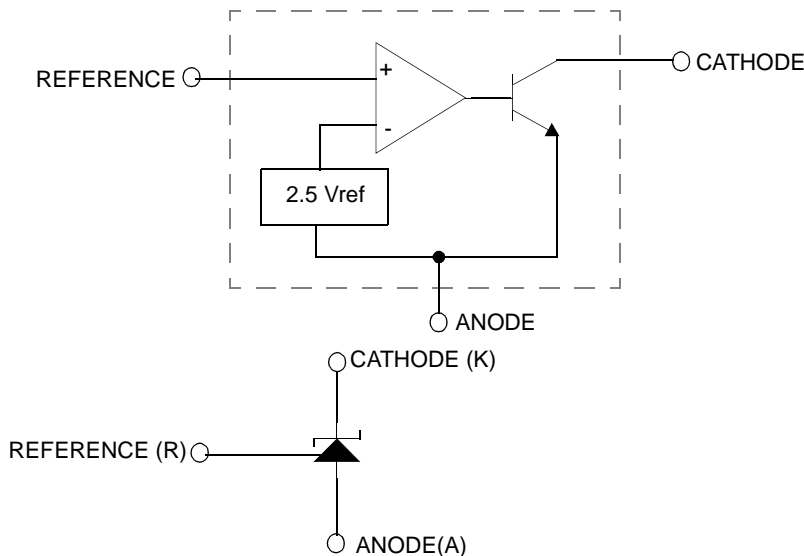 REFERENCE
+
CATHODE
-
2.5 Vref
ANODE
CATHODE (K)
REFERENCE (R)
ANODE(A)